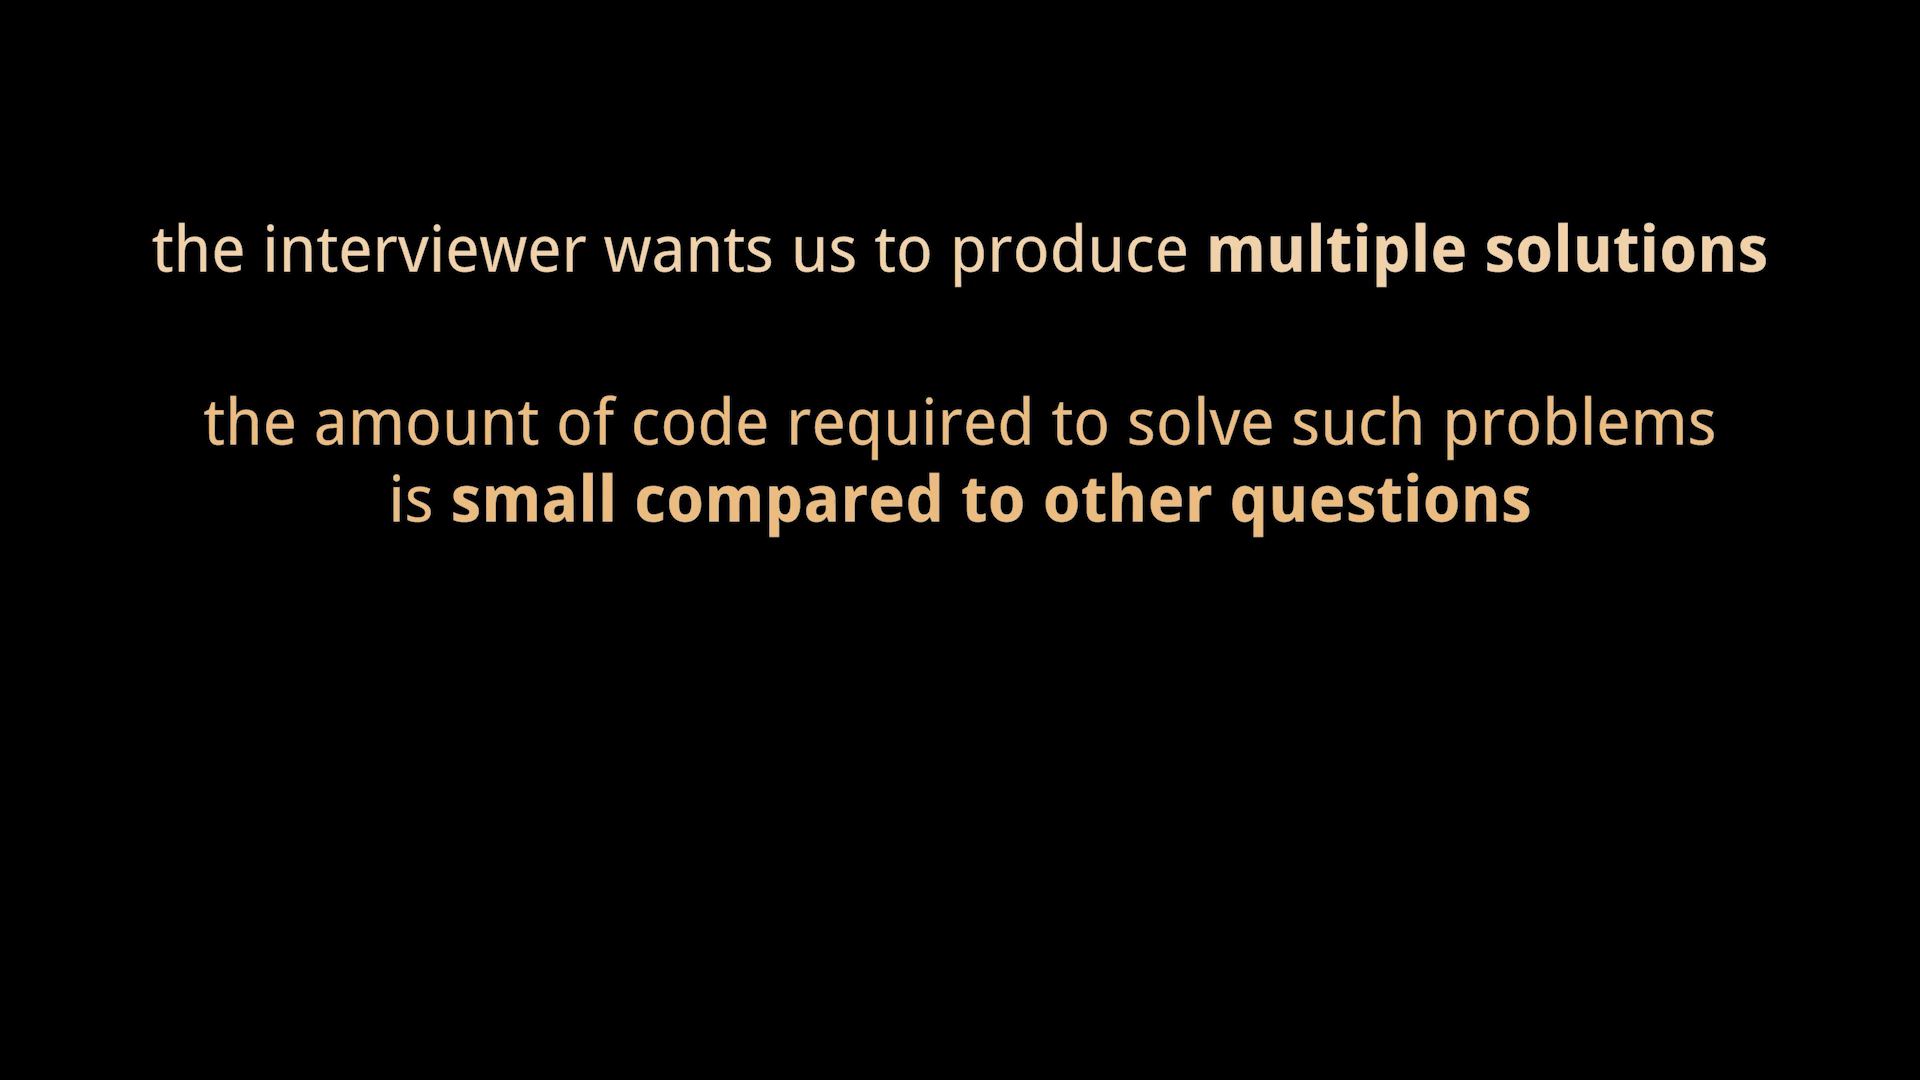 the interviewer wants us to produce multiple solutions
the amount of code required to solve such problems
is small compared to other questions